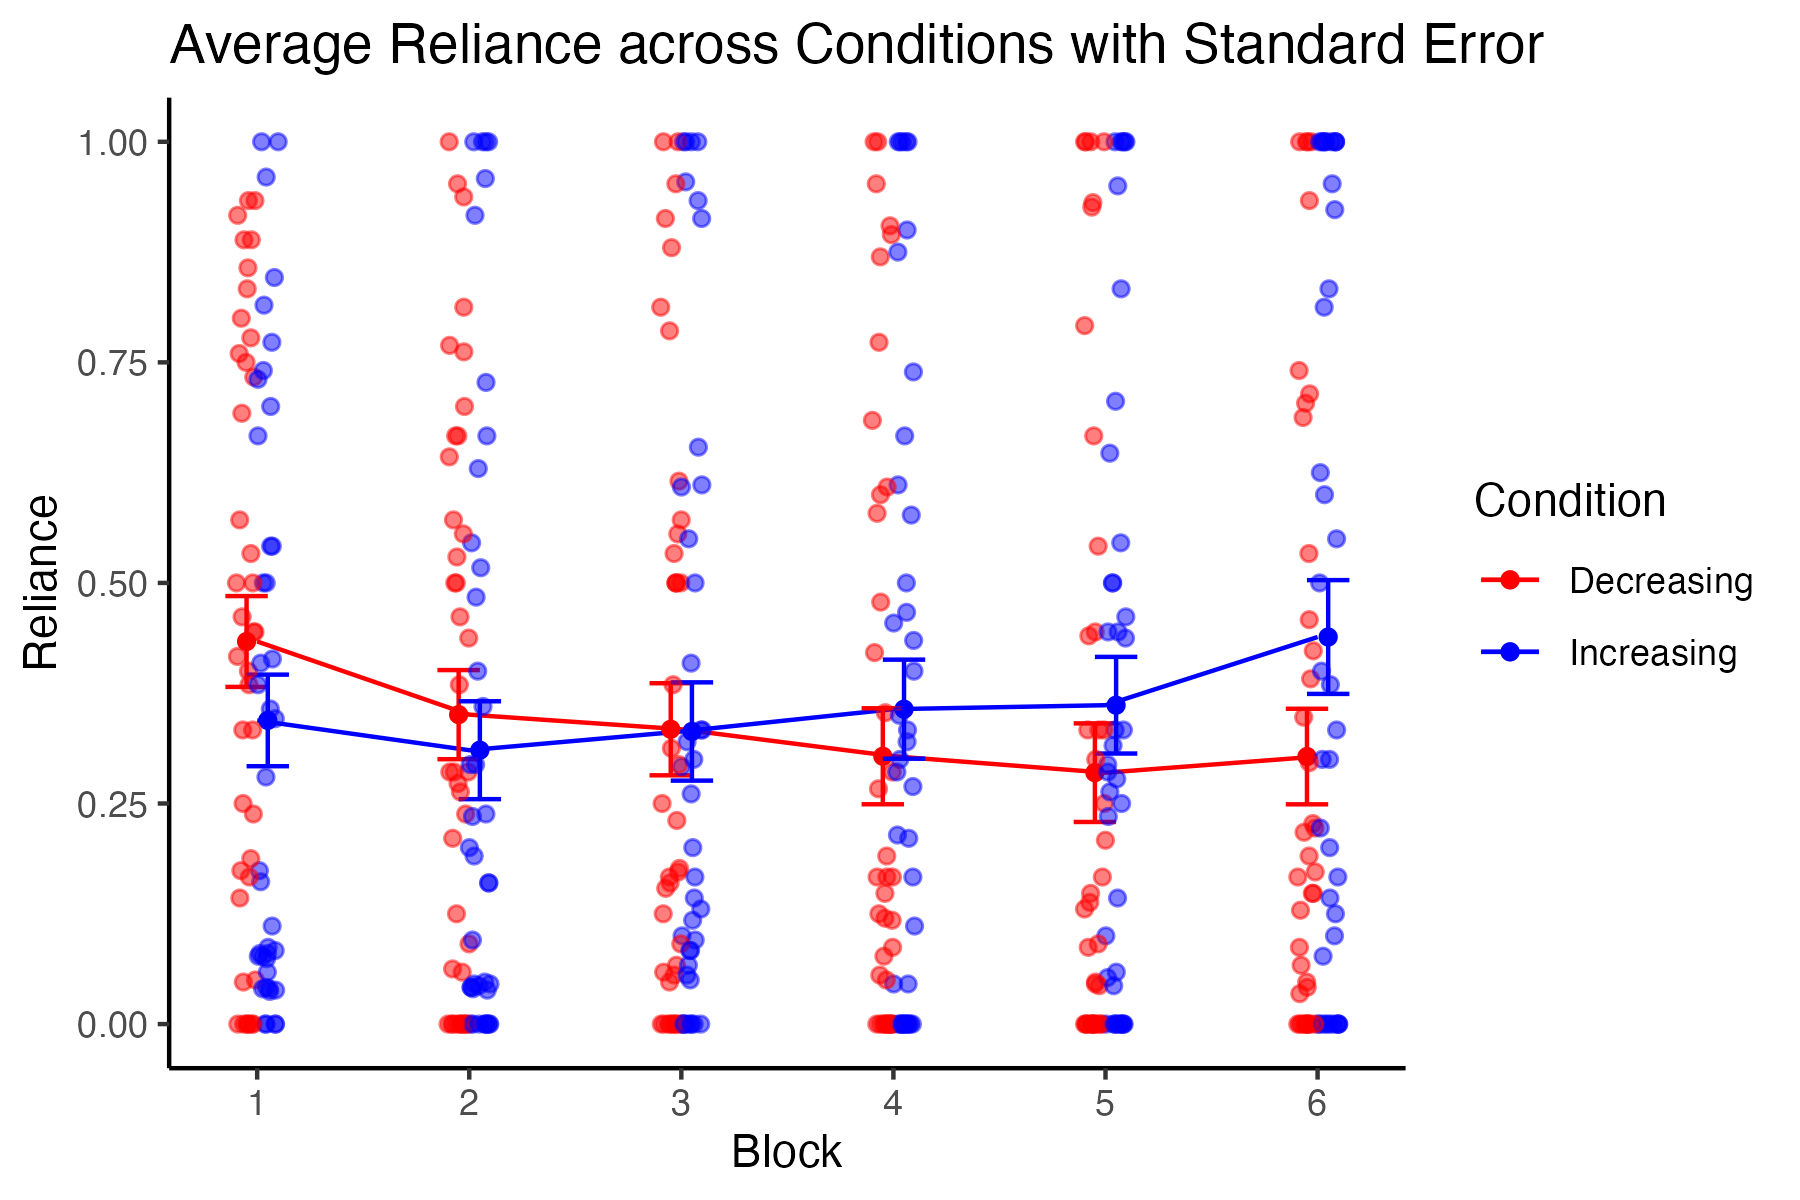 Average Reliance across Conditions with Standard Error
Reliance
1.00
0.75
0.50
0.25
0.00
1 2 3 4 5 6
Block
Condition
Decreasing
Increasing